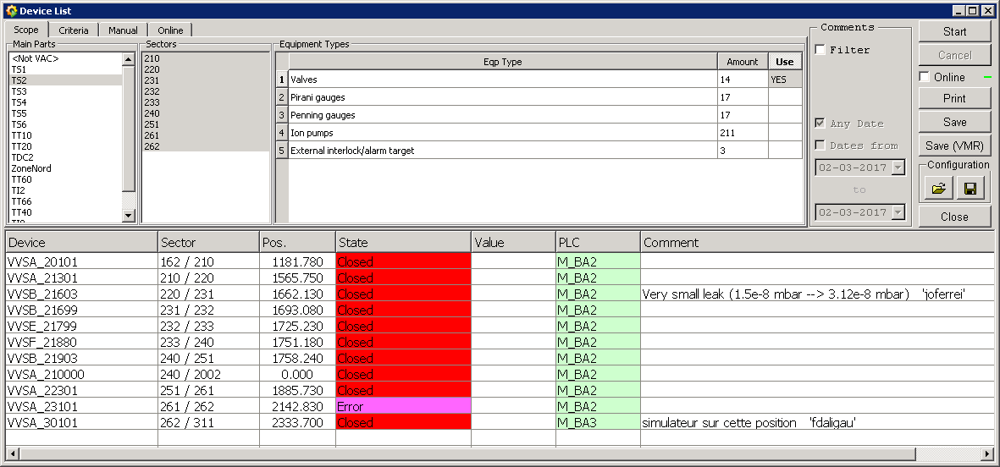 Device List
Scope Criteria Manual Online
Main Parts
<Not VAC>
TS1
TS2
TS3
TS4
TS5
TS6
TT10
TT20
TDC2
ZoneNord
TT60
TI2
TT66
TT40
Sectors
210
220
231
232
233
240
251
261
262
Equipment Types
Eqp Type Amount Use
1 Valves 14 YES
2 Pirani gauges 17
3 Penning gauges 17
4 Ion pumps 211
5 External interlock/alarm target 3
Comments
Filter
Any Date
Dates from
02-03-2017
to
02-03-2017
Start
Cancel
Online
Print
Save
Save (VMR)
Configuration
Close
Device Sector Pos. State Value PLC Comment
VVSA_20101 162 / 210 1181.780 Closed M_BA2
VVSA_21301 210 / 220 1565.750 Closed M_BA2
VVSB_21603 220 / 231 1662.130 Closed M_BA2 Very small leak (1.5e-8 mbar --> 3.12e-8 mbar) 'joferrei'
VVSB_21699 231 / 232 1693.080 Closed M_BA2
VVSE_21799 232 / 233 1725.230 Closed M_BA2
VVSF_21880 233 / 240 1751.180 Closed M_BA2
VVSB_21903 240 / 251 1758.240 Closed M_BA2
VVSA_210000 240 / 2002 0.000 Closed M_BA2
VVSA_22301 251 / 261 1885.730 Closed M_BA2
VVSA_23101 261 / 262 2142.830 Error M_BA2
VVSA_30101 262 / 311 2333.700 Closed M_BA3 simulateur sur cette position 'fdaligau'